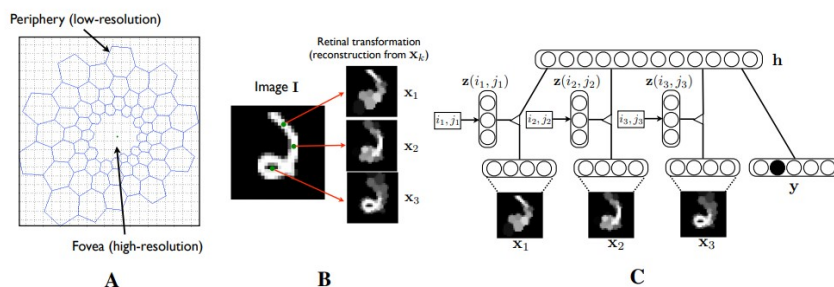 Periphery (low-resolution)
Fovea (high-resolution)
A
Retinal transformation
(reconstruction from x_k)
Image I
x_1
x_2
x_3
B
h
z(i_1, j_1)
z(i_2, j_2)
z(i_3, j_3)
i_1, j_1
i_2, j_2
i_3, j_3
y
x_1
x_2
x_3
C